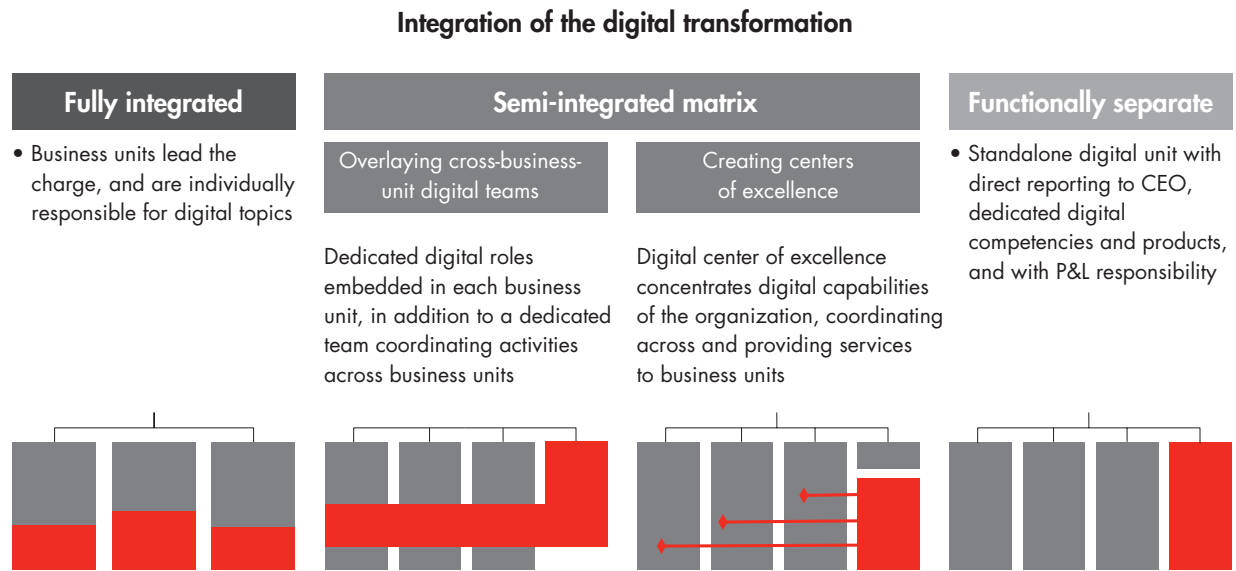 Integration of the digital transformation
Fully integrated
• Business units lead the
charge, and are individually
responsible for digital topics
Semi-integrated matrix
Overlaying cross-business-
unit digital teams
Dedicated digital roles
embedded in each business
unit, in addition to a dedicated
team coordinating activities
across business units
Creating centers
of excellence
Digital center of excellence
concentrates digital capabilities
of the organization, coordinating
across and providing services
to business units
Functionally separate
• Standalone digital unit with
direct reporting to CEO,
dedicated digital
competencies and products,
and with P&L responsibility